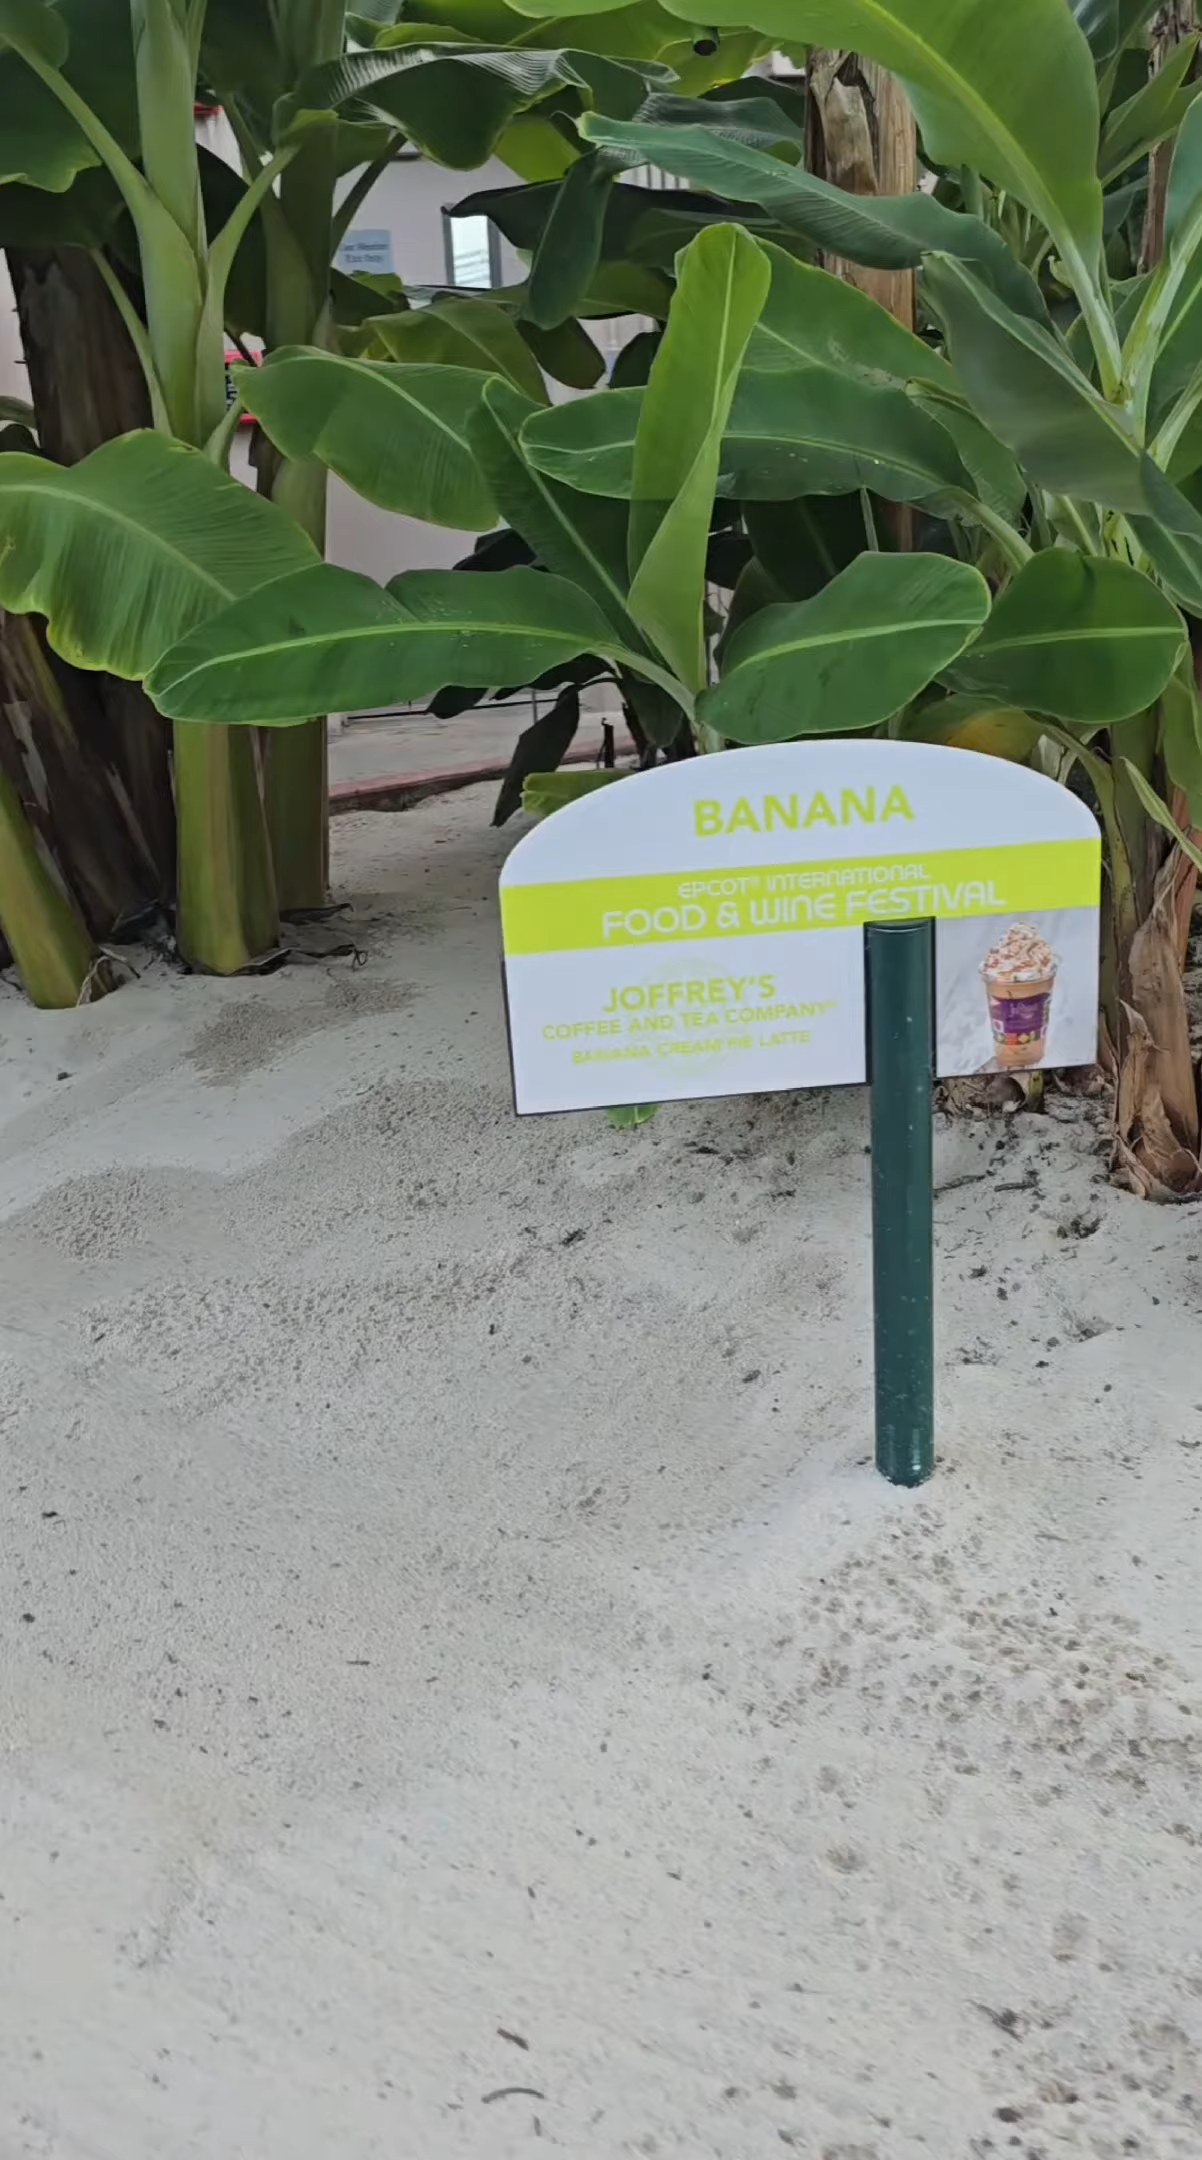 BANANA
EPCOT® INTERNATIONAL
FOOD & WINE FESTIVAL
JOFFREY'S
COFFEE AND TEA COMPANY®
BANANA CREAM PIE LATTE